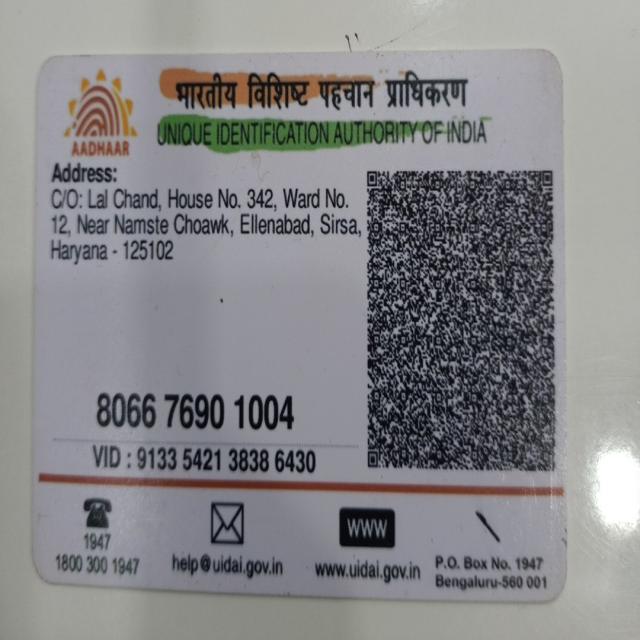 भारतीय विशिष्ट पहचान प्राधिकरण
UNIQUE IDENTIFICATION AUTHORITY OF INDIA
AADHAAR
Address:
C/O: Lal Chand, House No. 342, Ward No.
12, Near Namste Choawk, Ellenabad, Sirsa,
Haryana - 125102
8066 7690 1004
VID : 9133 5421 3838 6430
1947
1800 300 1947
help@uidai.gov.in
WWW
www.uidai.gov.in
P.O. Box No. 1947
Bengaluru-560 001